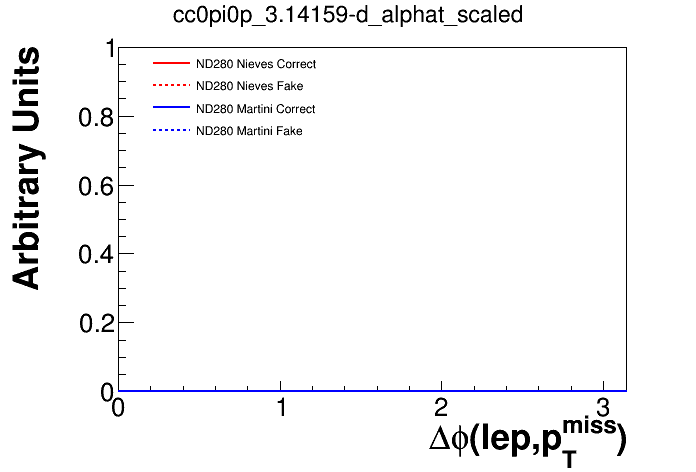 cc0pi0p_3.14159-d_alphat_scaled
Arbitrary Units
1
0.8
0.6
0.4
0.2
0
ND280 Nieves Correct
ND280 Nieves Fake
ND280 Martini Correct
ND280 Martini Fake
0 1 2 3
Δϕ(lep,p_T^miss)